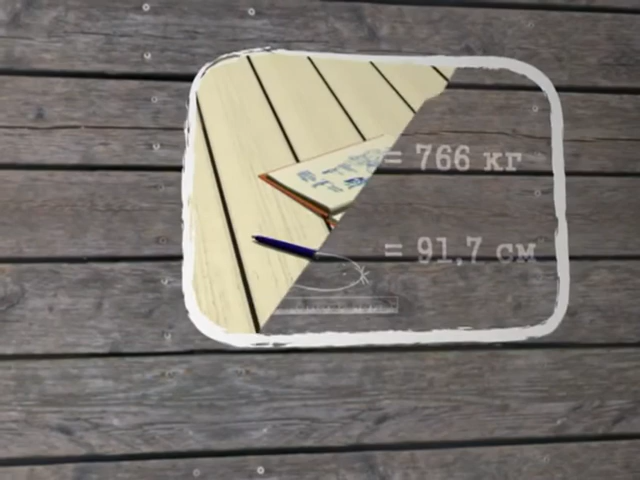 = 766 кг
= 91,7 см